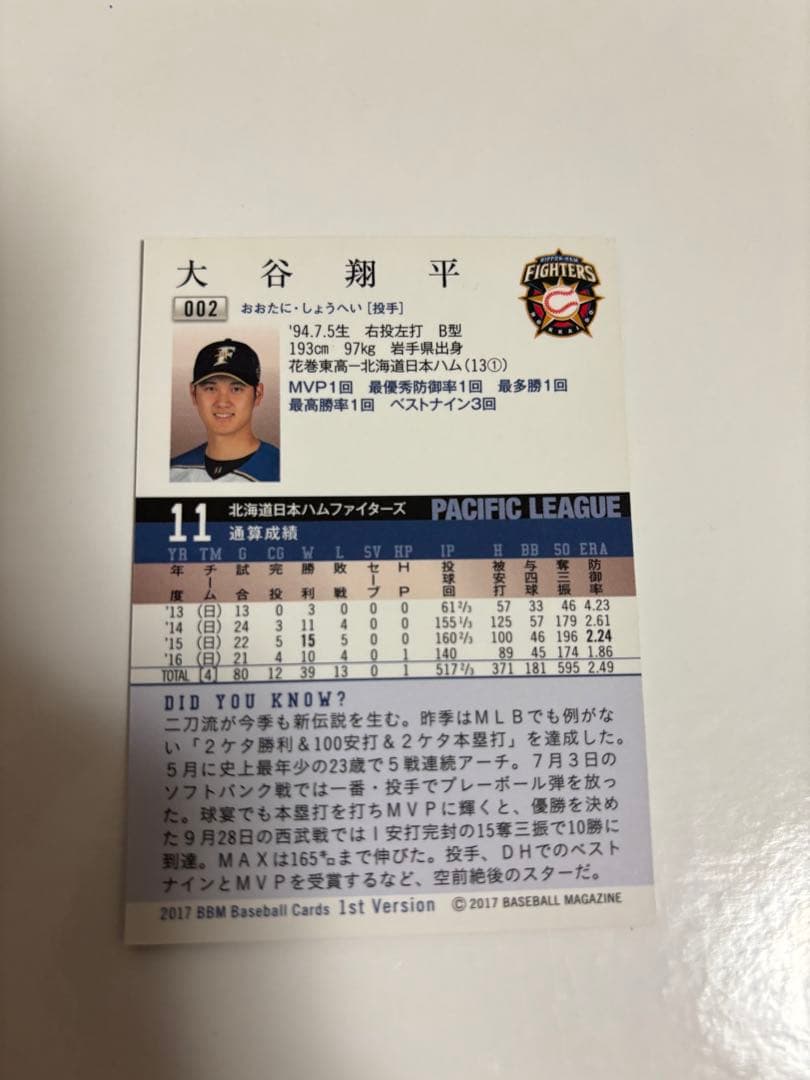 大谷翔平
NIPPON-HAM
FIGHTERS
HOKKAIDO
002 おおたに・しょうへい[投手]
'94.7.5生 右投左打 B型
193cm 97kg 岩手県出身
花巻東高ー北海道日本ハム(13①)
MVP1回 最優秀防御率1回 最多勝1回
最高勝率1回 ベストナイン3回
11 北海道日本ハムファイターズ PACIFIC LEAGUE
通算成績
YR TM G CG W L SV HP IP H BB SO ERA
年度 チーム 試合 完投 勝利 敗戦 セーブ HP 投球回 被安打 与四球 奪三振 防御率
'13 (日) 13 0 3 0 0 0 61 2/3 57 33 46 4.23
'14 (日) 24 3 11 4 0 0 155 1/3 125 57 179 2.61
'15 (日) 22 5 15 5 0 0 160 2/3 100 46 196 2.24
'16 (日) 21 4 10 4 0 1 140 89 45 174 1.86
TOTAL [4] 80 12 39 13 0 1 517 2/3 371 181 595 2.49
DID YOU KNOW?
二刀流が今季も新伝説を生む。昨季はMLBでも例がな
い「2ケタ勝利&100安打&2ケタ本塁打」を達成した。
5月に史上最年少の23歳で5戦連続アーチ。7月3日の
ソフトバンク戦では一番・投手でプレーボール弾を放っ
た。球宴でも本塁打を打ちMVPに輝くと、優勝を決め
た9月28日の西武戦では1安打完封の15奪三振で10勝に
到達。MAXは165㌔まで伸びた。投手、DHでのベスト
ナインとMVPを受賞するなど、空前絶後のスターだ。
2017 BBM Baseball Cards 1st Version ©2017 BASEBALL MAGAZINE